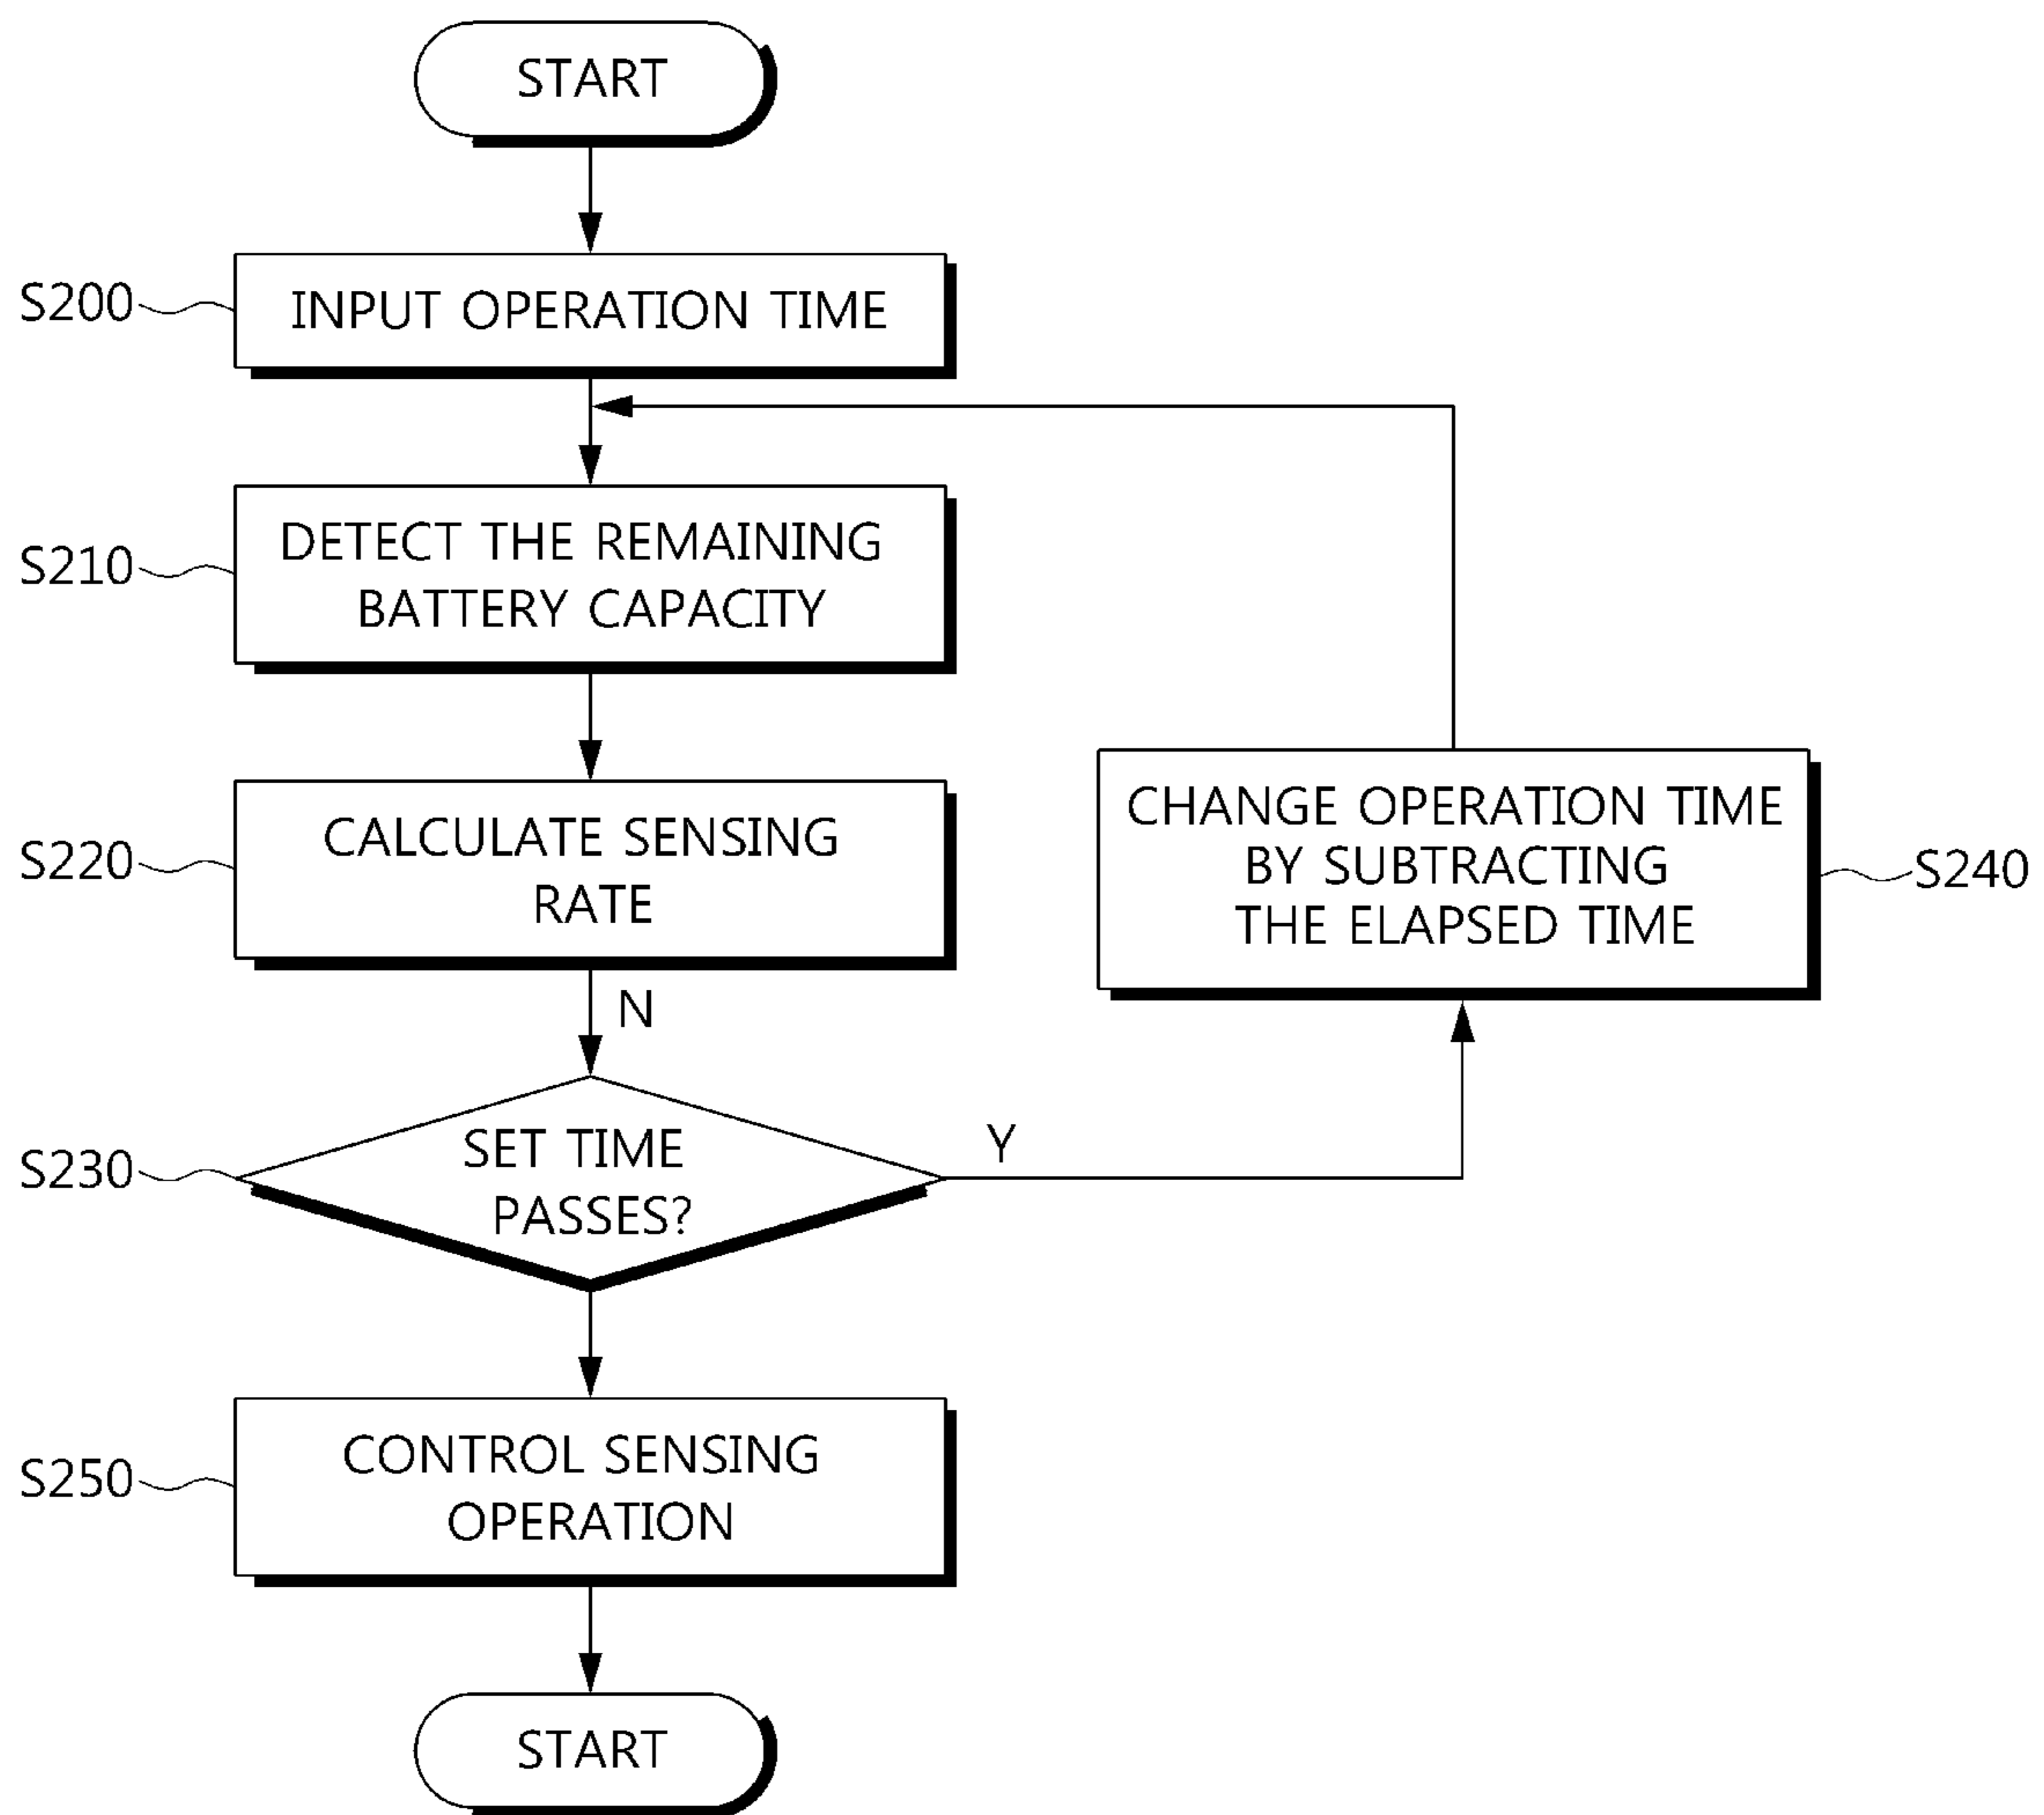 START
S200
INPUT OPERATION TIME
S210
DETECT THE REMAINING
BATTERY CAPACITY
S220
CALCULATE SENSING
RATE
CHANGE OPERATION TIME
BY SUBTRACTING
THE ELAPSED TIME
S240
N
S230
SET TIME
PASSES?
Y
S250
CONTROL SENSING
OPERATION
START